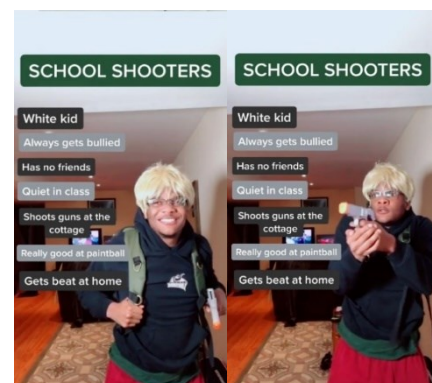 SCHOOL SHOOTERS
White kid
Always gets bullied
Has no friends
Quiet in class
Shoots guns at the
cottage
Really good at paintball
Gets beat at home
SCHOOL SHOOTERS
White kid
Always gets bullied
Has no friends
Quiet in class
Shoots guns at the
cottage
Really good at paintball
Gets beat at home